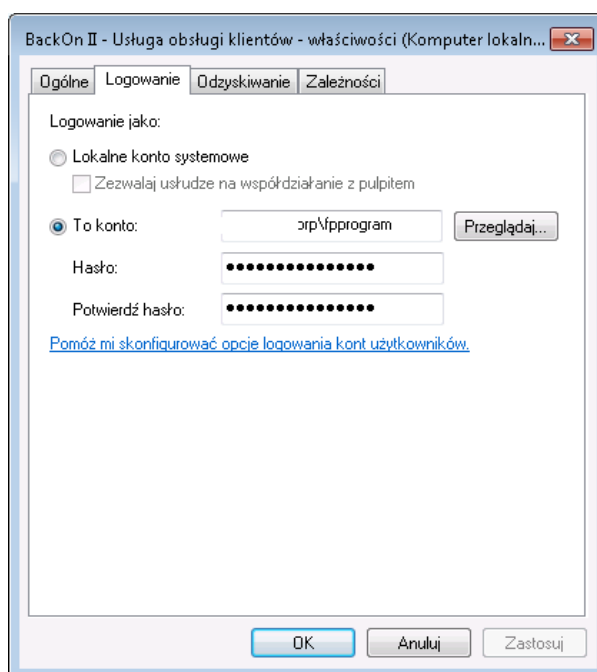 BackOn II - Usługa obsługi klientów - właściwości (Komputer lokaln...
Ogólne Logowanie Odzyskiwanie Zależności
Logowanie jako:
Lokalne konto systemowe
Zezwalaj usłudze na współdziałanie z pulpitem
To konto: orp\fpprogram Przeglądaj...
Hasło: ●●●●●●●●●●●●●●●
Potwierdź hasło: ●●●●●●●●●●●●●●●
Pomóż mi skonfigurować opcje logowania kont użytkowników.
OK Anuluj Zastosuj